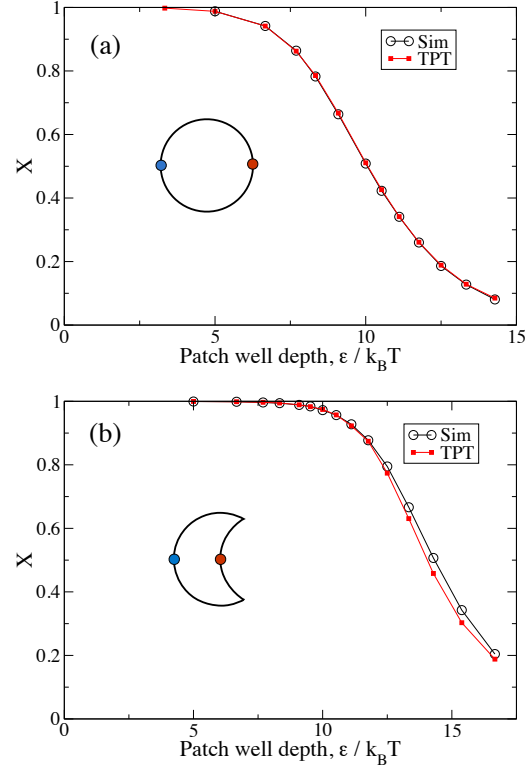 (a)
Sim
TPT
X
1
0.8
0.6
0.4
0.2
0
0
5
10
15
Patch well depth, ε / k_BT
(b)
Sim
TPT
X
1
0.8
0.6
0.4
0.2
0
0
5
10
15
Patch well depth, ε / k_BT